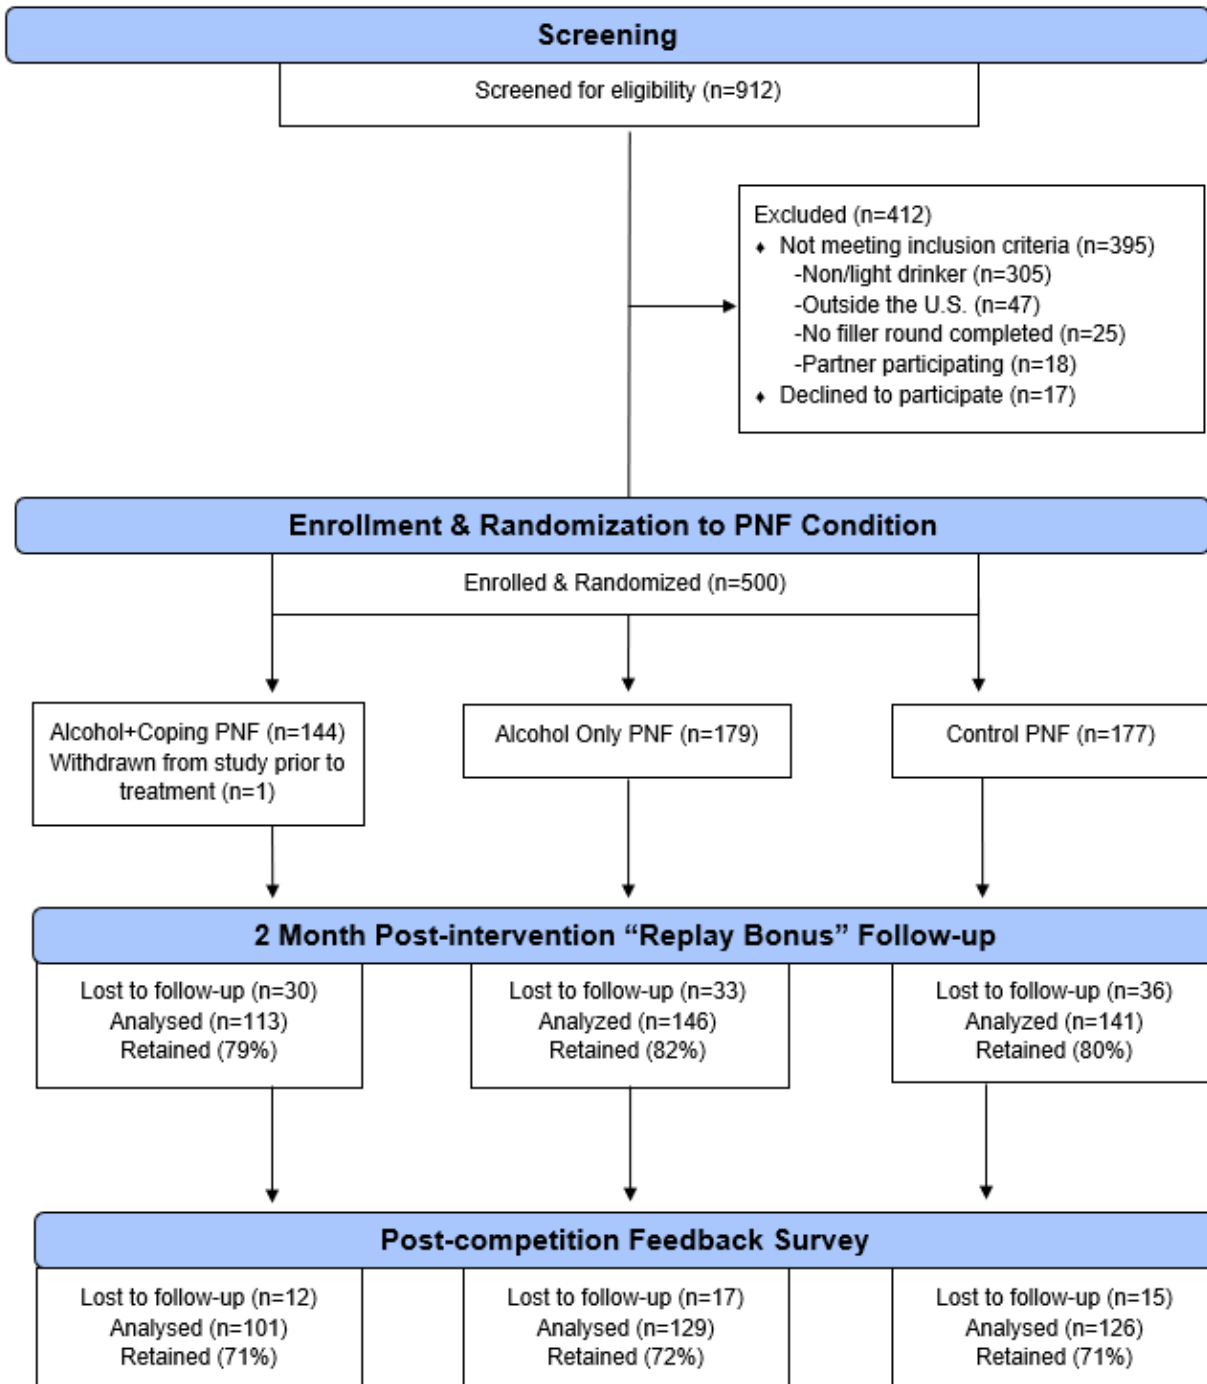 Screening
Screened for eligibility (n=912)
Excluded (n=412)
♦ Not meeting inclusion criteria (n=395)
-Non/light drinker (n=305)
-Outside the U.S. (n=47)
-No filler round completed (n=25)
-Partner participating (n=18)
♦ Declined to participate (n=17)
Enrollment & Randomization to PNF Condition
Enrolled & Randomized (n=500)
Alcohol+Coping PNF (n=144)
Withdrawn from study prior to
treatment (n=1)
Alcohol Only PNF (n=179)
Control PNF (n=177)
2 Month Post-intervention “Replay Bonus” Follow-up
Lost to follow-up (n=30)
Analysed (n=113)
Retained (79%)
Lost to follow-up (n=33)
Analyzed (n=146)
Retained (82%)
Lost to follow-up (n=36)
Analyzed (n=141)
Retained (80%)
Post-competition Feedback Survey
Lost to follow-up (n=12)
Analysed (n=101)
Retained (71%)
Lost to follow-up (n=17)
Analysed (n=129)
Retained (72%)
Lost to follow-up (n=15)
Analysed (n=126)
Retained (71%)